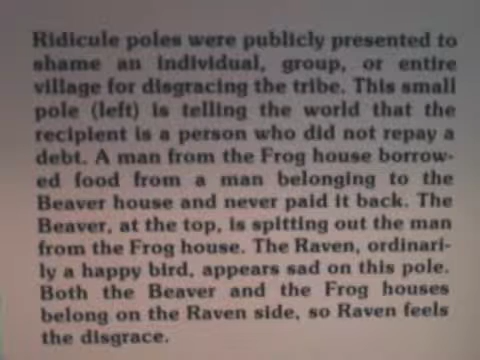 Ridicule poles were publicly presented to
shame an individual, group, or entire
village for disgracing the tribe. This small
pole (left) is telling the world that the
recipient is a person who did not repay a
debt. A man from the Frog house borrow-
ed food from a man belonging to the
Beaver house and never paid it back. The
Beaver, at the top, is spitting out the man
from the Frog house. The Raven, ordinari-
ly a happy bird, appears sad on this pole.
Both the Beaver and the Frog houses
belong on the Raven side, so Raven feels
the disgrace.